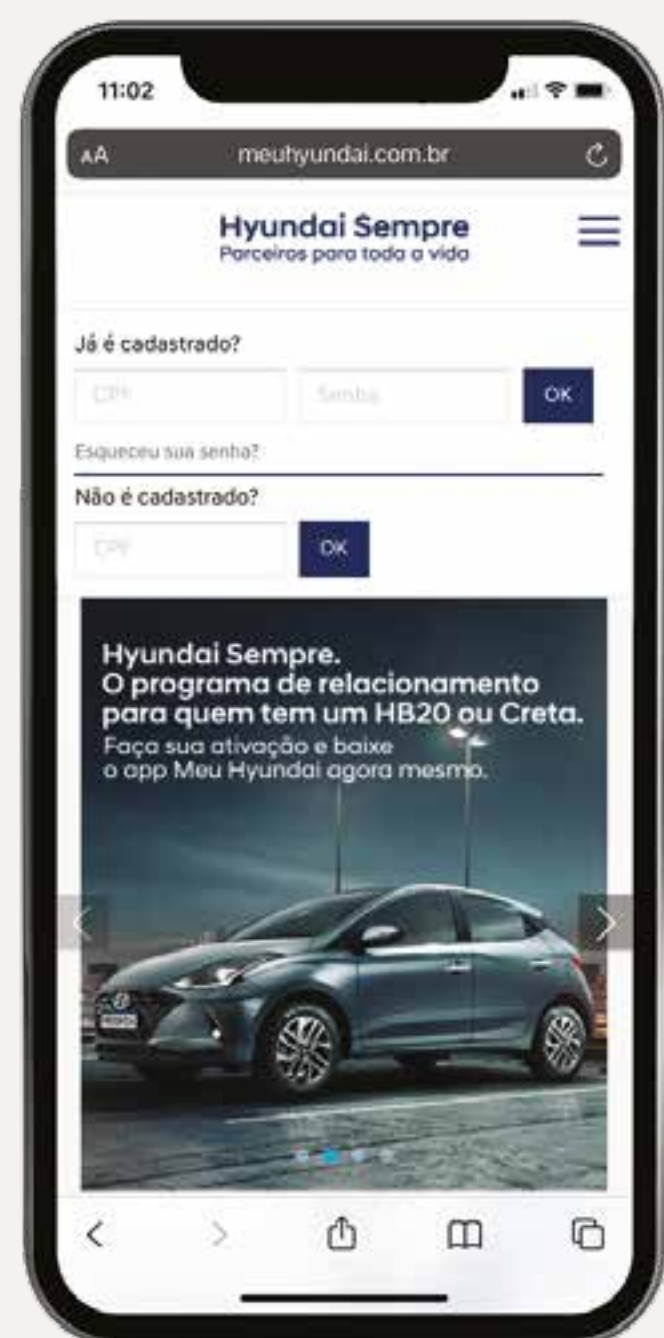 11:02
AA
meuhyundai.com.br
Hyundai Sempre
Parceiros para toda a vida
Já é cadastrado?
CPF
Senha
OK
Esqueceu sua senha?
Não é cadastrado?
CPF
OK
Hyundai Sempre.
O programa de relacionamento
para quem tem um HB20 ou Creta.
Faça sua ativação e baixe
o app Meu Hyundai agora mesmo.